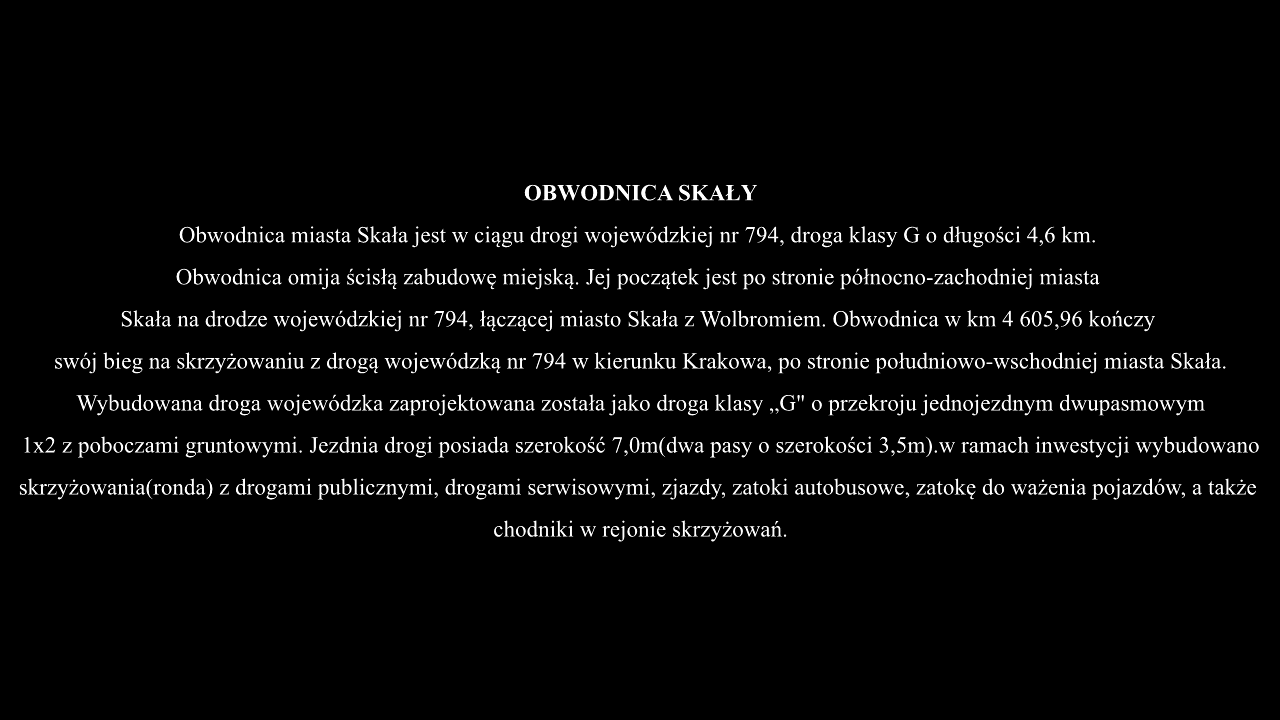 OBWODNICA SKAŁY
Obwodnica miasta Skała jest w ciągu drogi wojewódzkiej nr 794, droga klasy G o długości 4,6 km.
Obwodnica omija ścisłą zabudowę miejską. Jej początek jest po stronie północno-zachodniej miasta
Skała na drodze wojewódzkiej nr 794, łączącej miasto Skała z Wolbromiem. Obwodnica w km 4 605,96 kończy
swój bieg na skrzyżowaniu z drogą wojewódzką nr 794 w kierunku Krakowa, po stronie południowo-wschodniej miasta Skała.
Wybudowana droga wojewódzka zaprojektowana została jako droga klasy „G" o przekroju jednojezdnym dwupasmowym
1x2 z poboczami gruntowymi. Jezdnia drogi posiada szerokość 7,0m(dwa pasy o szerokości 3,5m).w ramach inwestycji wybudowano
skrzyżowania(ronda) z drogami publicznymi, drogami serwisowymi, zjazdy, zatoki autobusowe, zatokę do ważenia pojazdów, a także
chodniki w rejonie skrzyżowań.